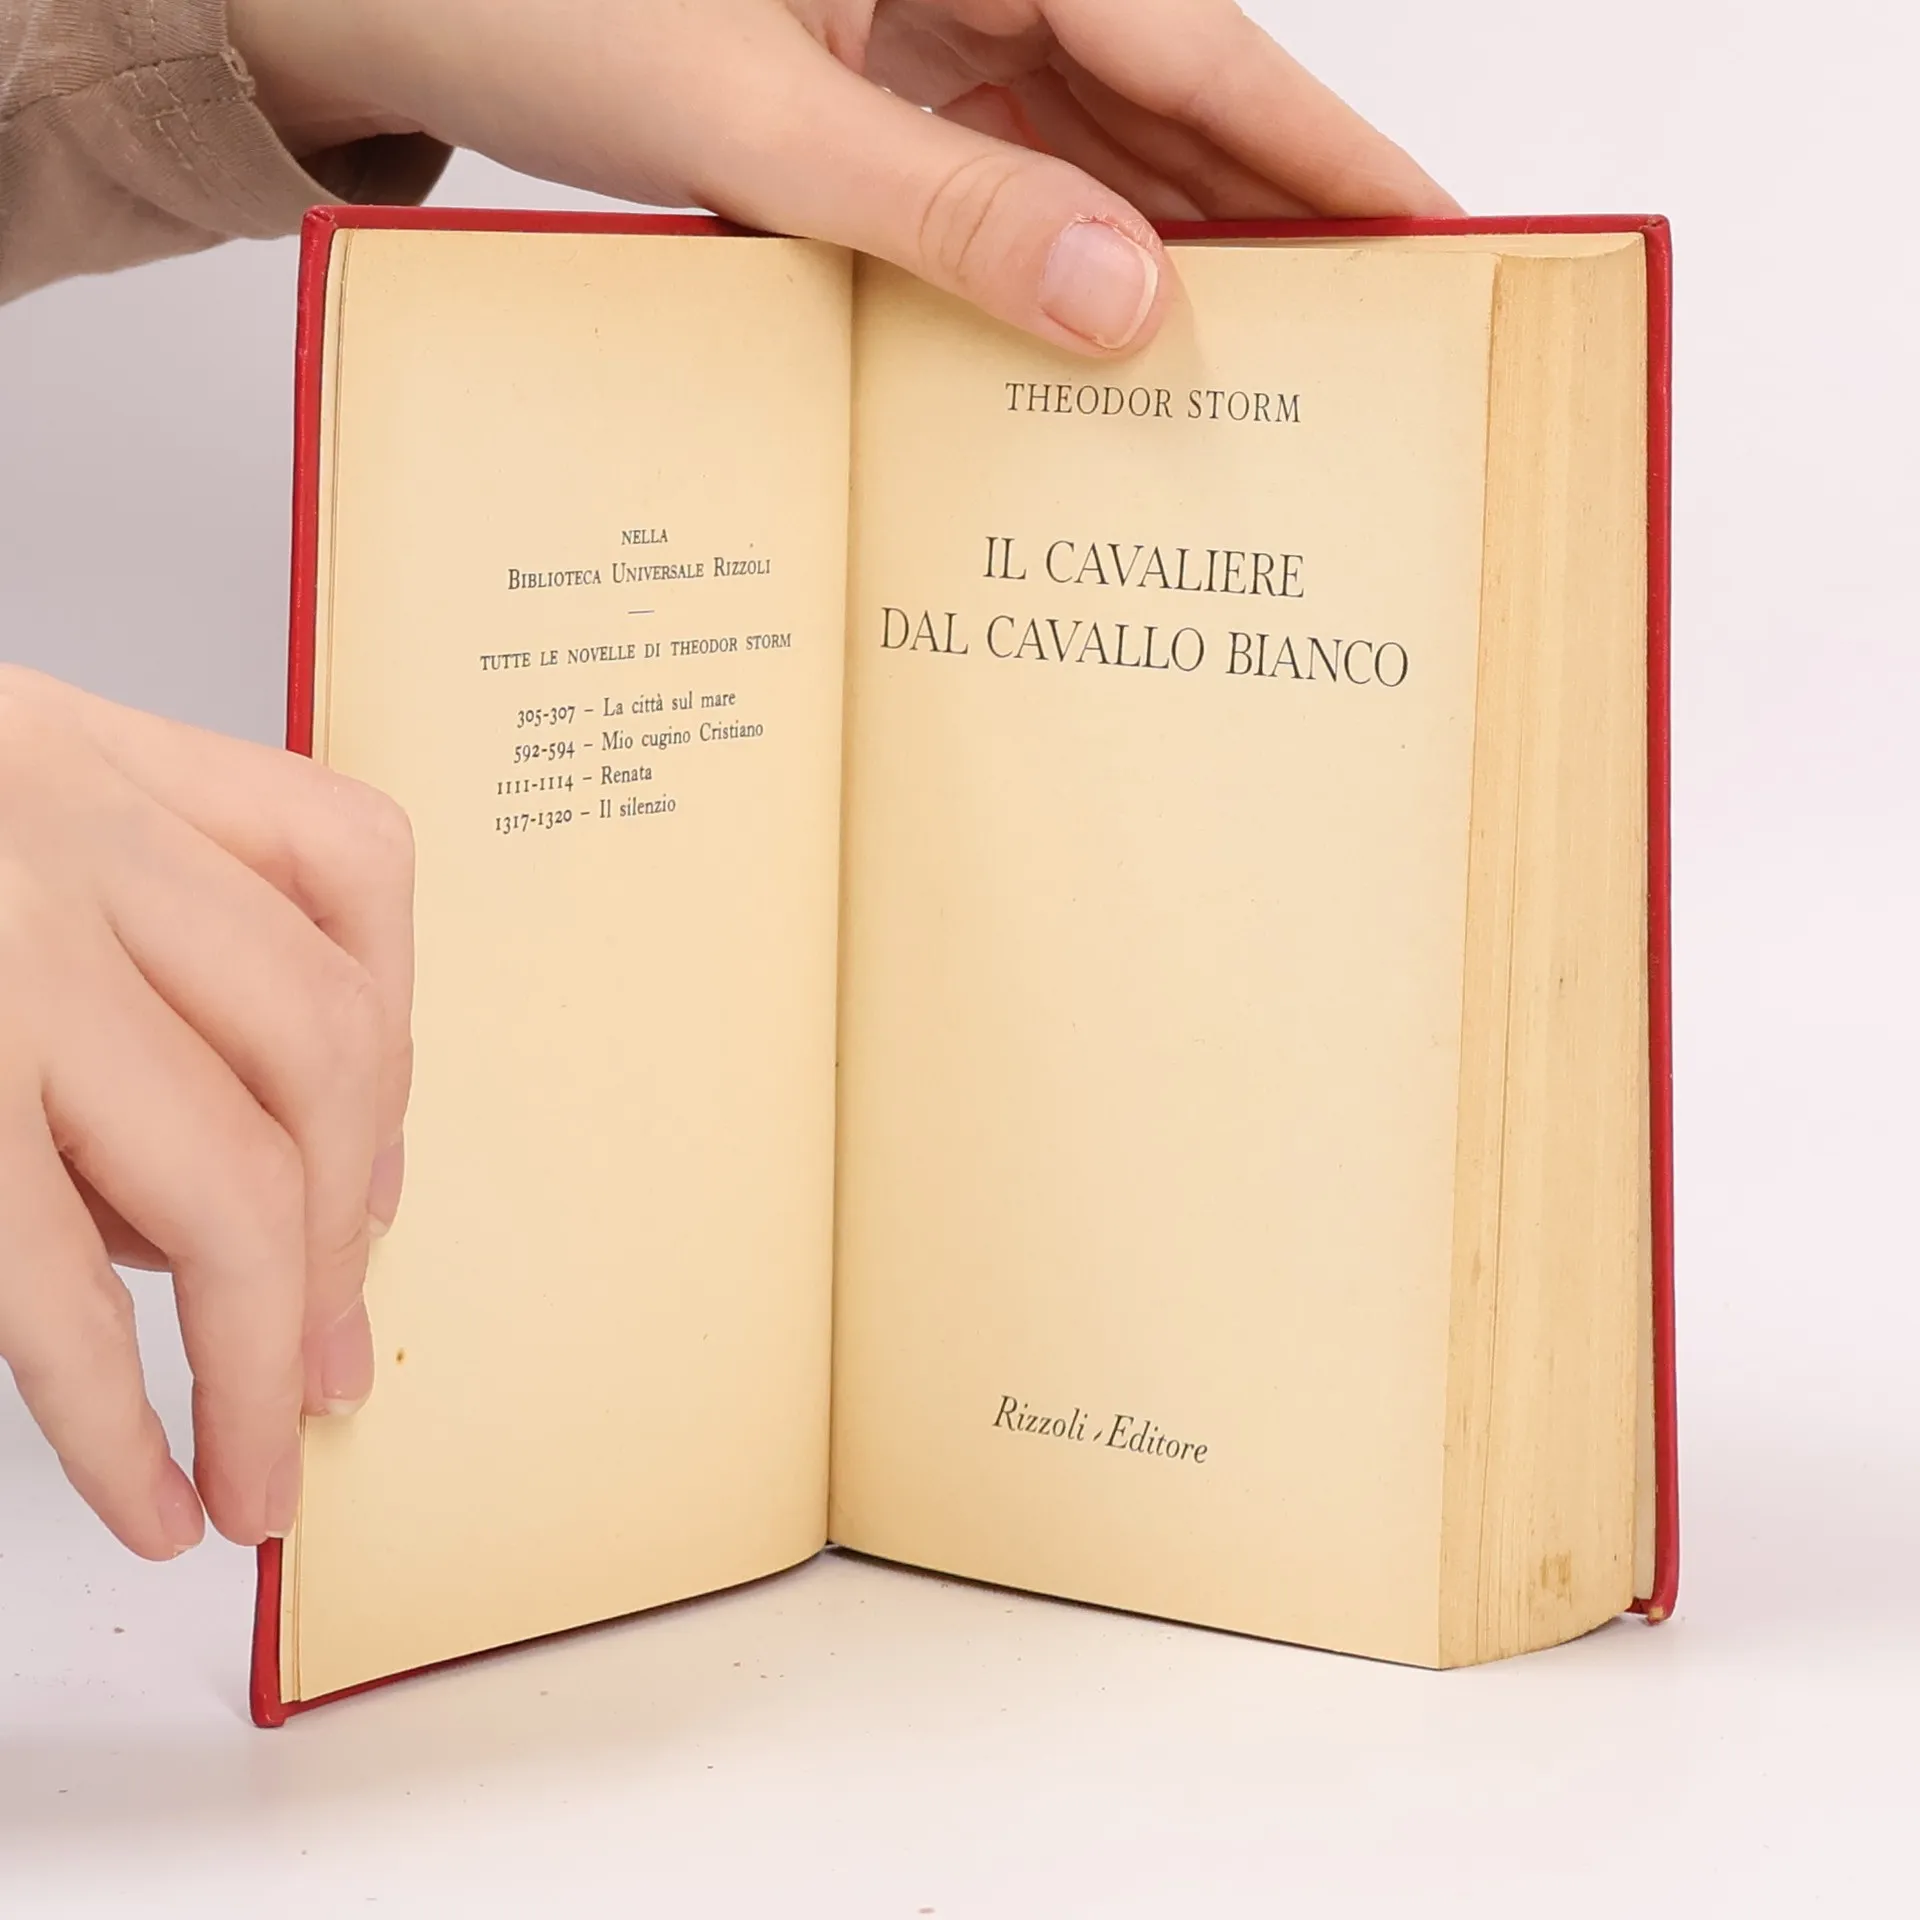 NELLA
BIBLIOTECA UNIVERSALE RIZZOLI
—
TUTTE LE NOVELLE DI THEODOR STORM
305-307 – La città sul mare
592-594 – Mio cugino Cristiano
1111-1114 – Renata
1317-1320 – Il silenzio
THEODOR STORM
IL CAVALIERE
DAL CAVALLO BIANCO
Rizzoli - Editore